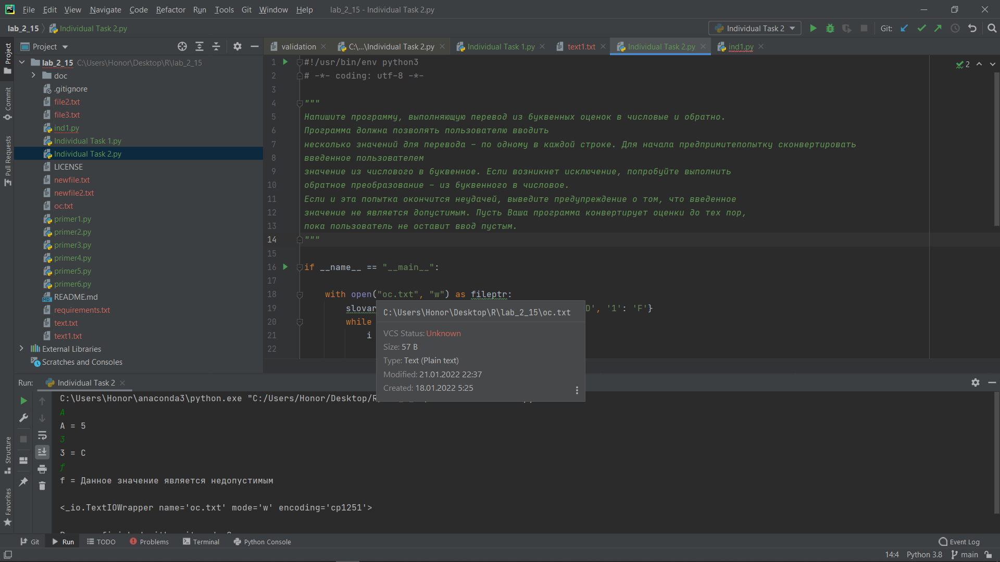 File Edit View Navigate Code Refactor Run Tools Git Window Help lab_2_15 - Individual Task 2.py
lab_2_15 Individual Task 2.py Individual Task 2 Git:
Project validation C:\...\Individual Task 2.py Individual Task 1.py text1.txt Individual Task 2.py ind1.py
Project
Commit
Pull Requests
Structure
Favorites
lab_2_15 C:\Users\Honor\Desktop\R\lab_2_15
doc
.gitignore
file2.txt
file3.txt
ind1.py
Individual Task 1.py
Individual Task 2.py
LICENSE
newfile.txt
newfile2.txt
oc.txt
primer1.py
primer2.py
primer3.py
primer4.py
primer5.py
primer6.py
README.md
requirements.txt
text.txt
text1.txt
External Libraries
Scratches and Consoles
2
1 #!/usr/bin/env python3
2 # -*- coding: utf-8 -*-
3
4 """
5 Напишите программу, выполняющую перевод из буквенных оценок в числовые и обратно.
6 Программа должна позволять пользователю вводить
7 несколько значений для перевода – по одному в каждой строке. Для начала предпримитепопытку сконвертировать
8 введенное пользователем
9 значение из числового в буквенное. Если возникнет исключение, попробуйте выполнить
10 обратное преобразование – из буквенного в числовое.
11 Если и эта попытка окончится неудачей, выведите предупреждение о том, что введенное
12 значение не является допустимым. Пусть Ваша программа конвертирует оценки до тех пор,
13 пока пользователь не оставит ввод пустым.
14 """
15
16 if __name__ == "__main__":
17
18 with open("oc.txt", "w") as fileptr:
19 slovar D', '1': 'F'}
20 while
21 i
22
C:\Users\Honor\Desktop\R\lab_2_15\oc.txt
VCS Status: Unknown
Size: 57 B
Type: Text (Plain text)
Modified: 21.01.2022 22:37
Created: 18.01.2022 5:25
Run: Individual Task 2
C:\Users\Honor\anaconda3\python.exe "C:/Users/Honor/Desktop/R
A
A = 5
3
3 = C
f
f = Данное значение является недопустимым
<_io.TextIOWrapper name='oc.txt' mode='w' encoding='cp1251'>
Git Run TODO Problems Terminal Python Console Event Log
14:4 Python 3.8 main